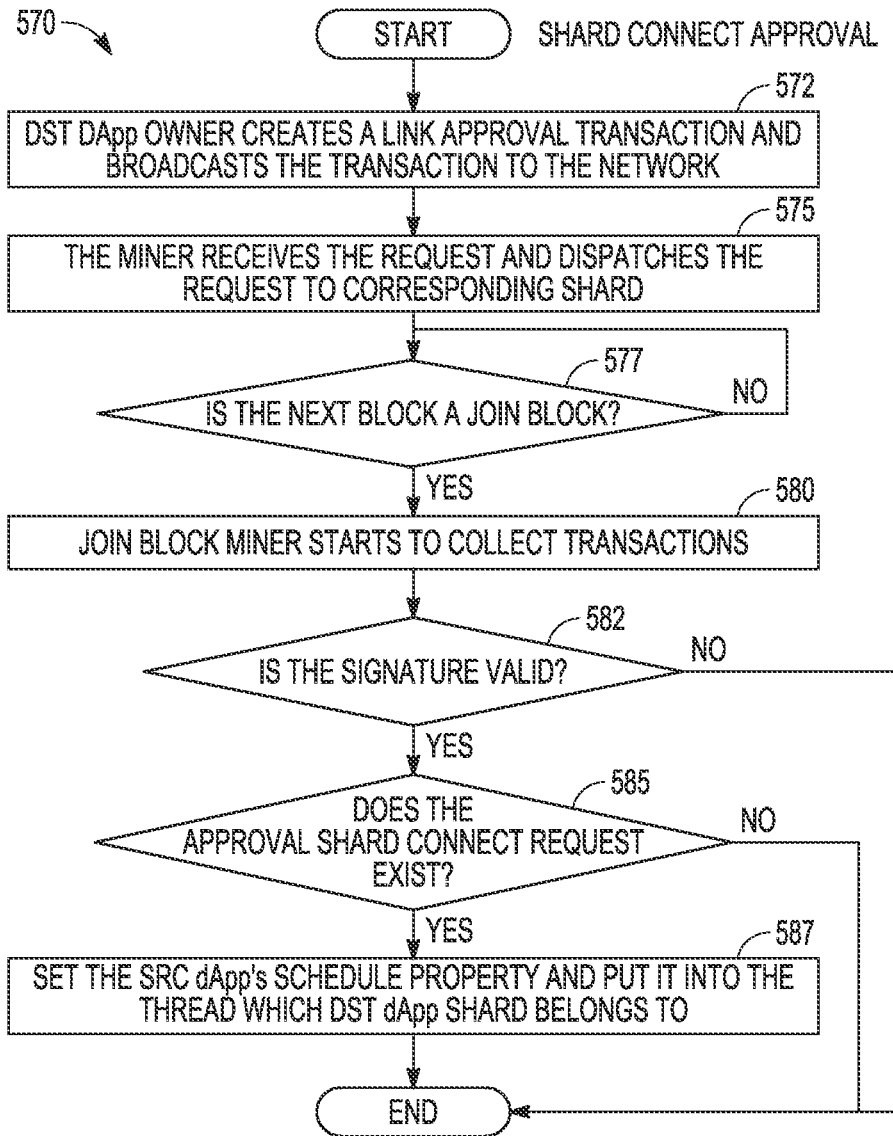 570
START
SHARD CONNECT APPROVAL
572
DST DApp OWNER CREATES A LINK APPROVAL TRANSACTION AND
BROADCASTS THE TRANSACTION TO THE NETWORK
575
THE MINER RECEIVES THE REQUEST AND DISPATCHES THE
REQUEST TO CORRESPONDING SHARD
577
IS THE NEXT BLOCK A JOIN BLOCK?
NO
YES
580
JOIN BLOCK MINER STARTS TO COLLECT TRANSACTIONS
582
IS THE SIGNATURE VALID?
NO
YES
585
DOES THE
APPROVAL SHARD CONNECT REQUEST
EXIST?
NO
YES
587
SET THE SRC dApp's SCHEDULE PROPERTY AND PUT IT INTO THE
THREAD WHICH DST dApp SHARD BELONGS TO
END